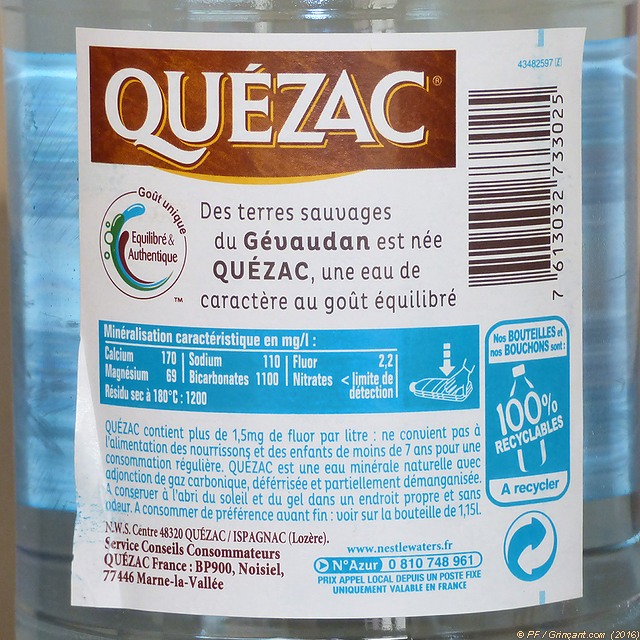 43482597
QUÉZAC®
7 613032 733025
Goût unique
Equilibré &
Authentique
™
Des terres sauvages
du Gévaudan est née
QUÉZAC, une eau de
caractère au goût équilibré
Minéralisation caractéristique en mg/l :
Calcium 170 Sodium 110 Fluor 2,2
Magnésium 69 Bicarbonates 1100 Nitrates < limite de
Résidu sec à 180°C : 1200 détection
Nos BOUTEILLES et
nos BOUCHONS sont :
100%
RECYCLABLES
A recycler
QUÉZAC contient plus de 1,5mg de fluor par litre : ne convient pas à
l'alimentation des nourrissons et des enfants de moins de 7 ans pour une
consommation régulière. QUÉZAC est une eau minérale naturelle avec
adjonction de gaz carbonique, déférrisée et partiellement démanganisée.
A conserver à l'abri du soleil et du gel dans un endroit propre et sans
odeur. A consommer de préférence avant fin : voir sur la bouteille de 1,15l.
N.W.S. Centre 48320 QUÉZAC / ISPAGNAC (Lozère).
Service Conseils Consommateurs
QUÉZAC France : BP900, Noisiel,
77446 Marne-la-Vallée
www.nestlewaters.fr
N°Azur 0 810 748 961
PRIX APPEL LOCAL DEPUIS UN POSTE FIXE
UNIQUEMENT VALABLE EN FRANCE
© PF / Grimpant.com (2016)